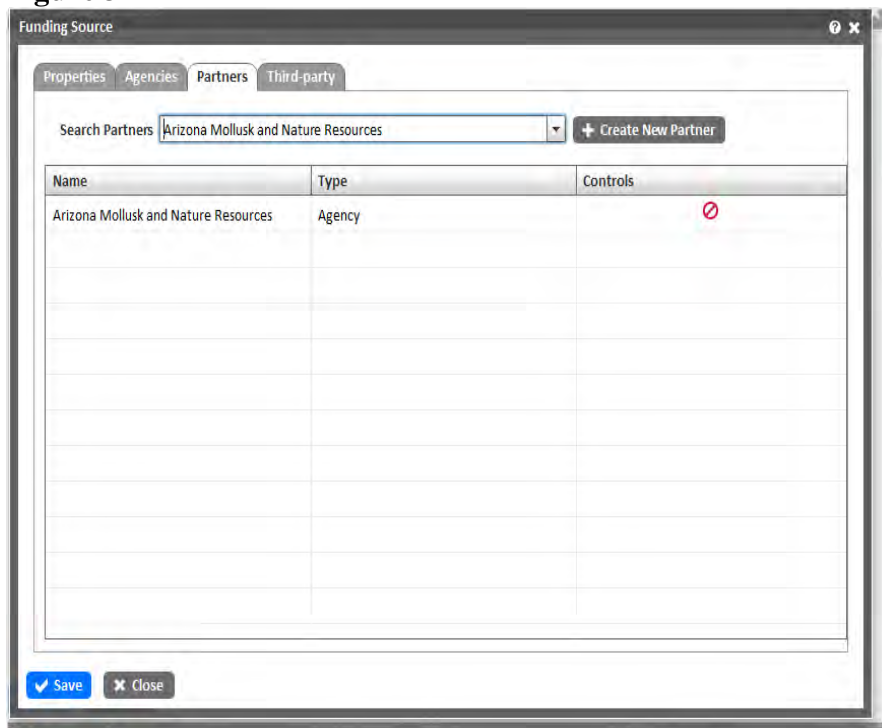 Funding Source
Properties Agencies Partners Third-party
Search Partners Arizona Mollusk and Nature Resources + Create New Partner
Name Type Controls
Arizona Mollusk and Nature Resources Agency
Save Close